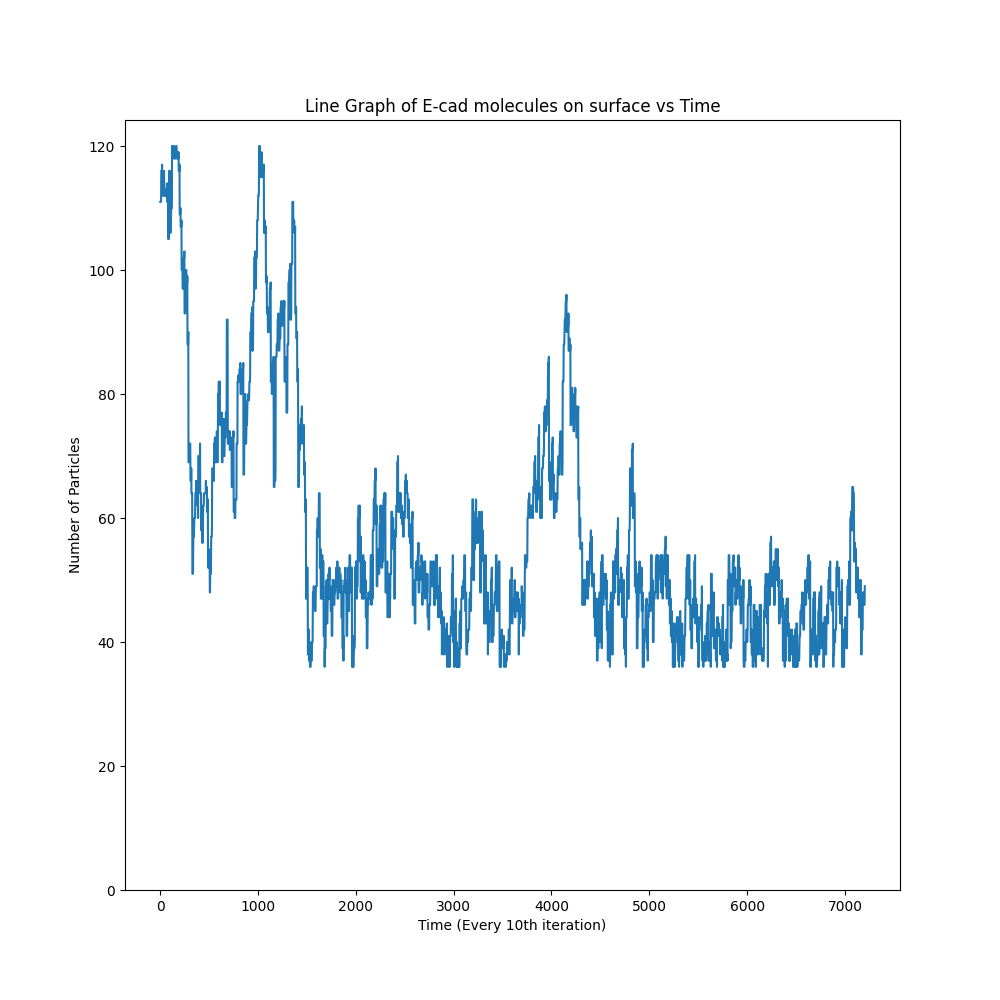 Line Graph of E-cad molecules on surface vs Time
120
100
80
60
40
20
0
Number of Particles
0 1000 2000 3000 4000 5000 6000 7000
Time (Every 10th iteration)